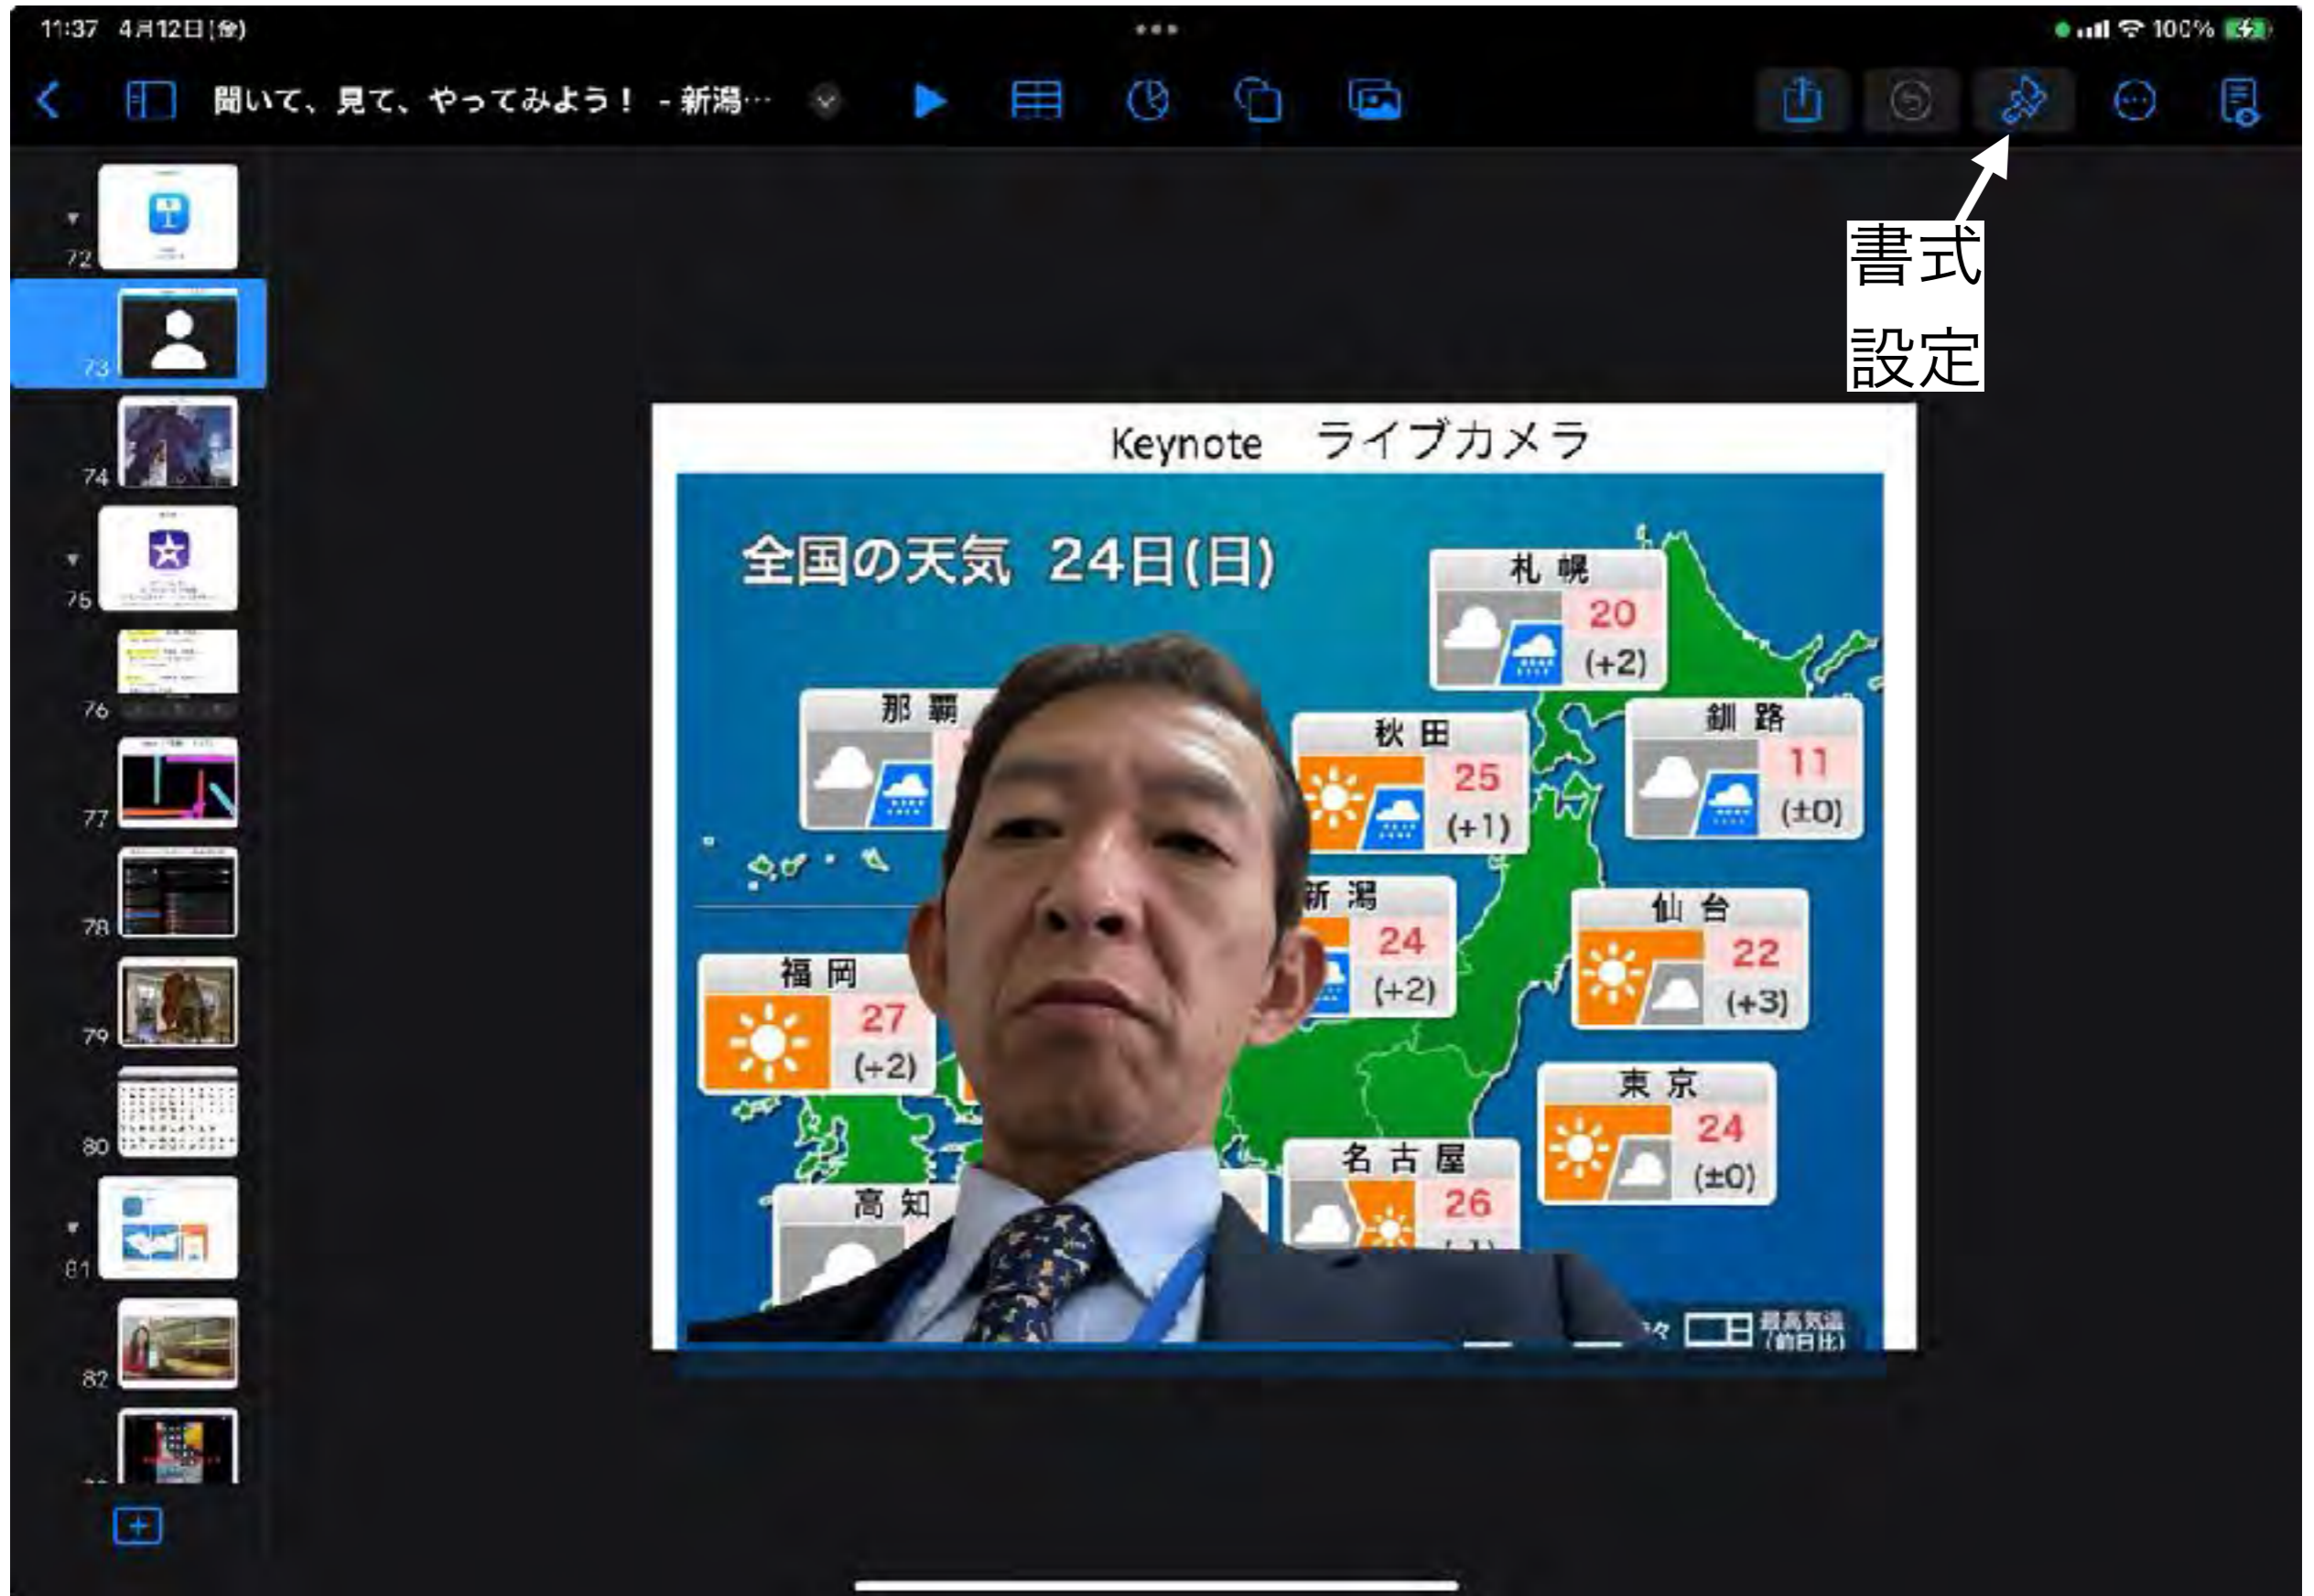 11:37 4月12日(金)
100%
聞いて、見て、やってみよう！ - 新潟…
書式
設定
72
73
74
75
76
77
78
79
80
81
82
Keynote ライブカメラ
全国の天気 24日(日)
札幌
20
(+2)
那覇
秋田
25
(+1)
釧路
11
(±0)
新潟
24
(+2)
仙台
22
(+3)
福岡
27
(+2)
東京
24
(±0)
名古屋
26
高知
最高気温
(前日比)